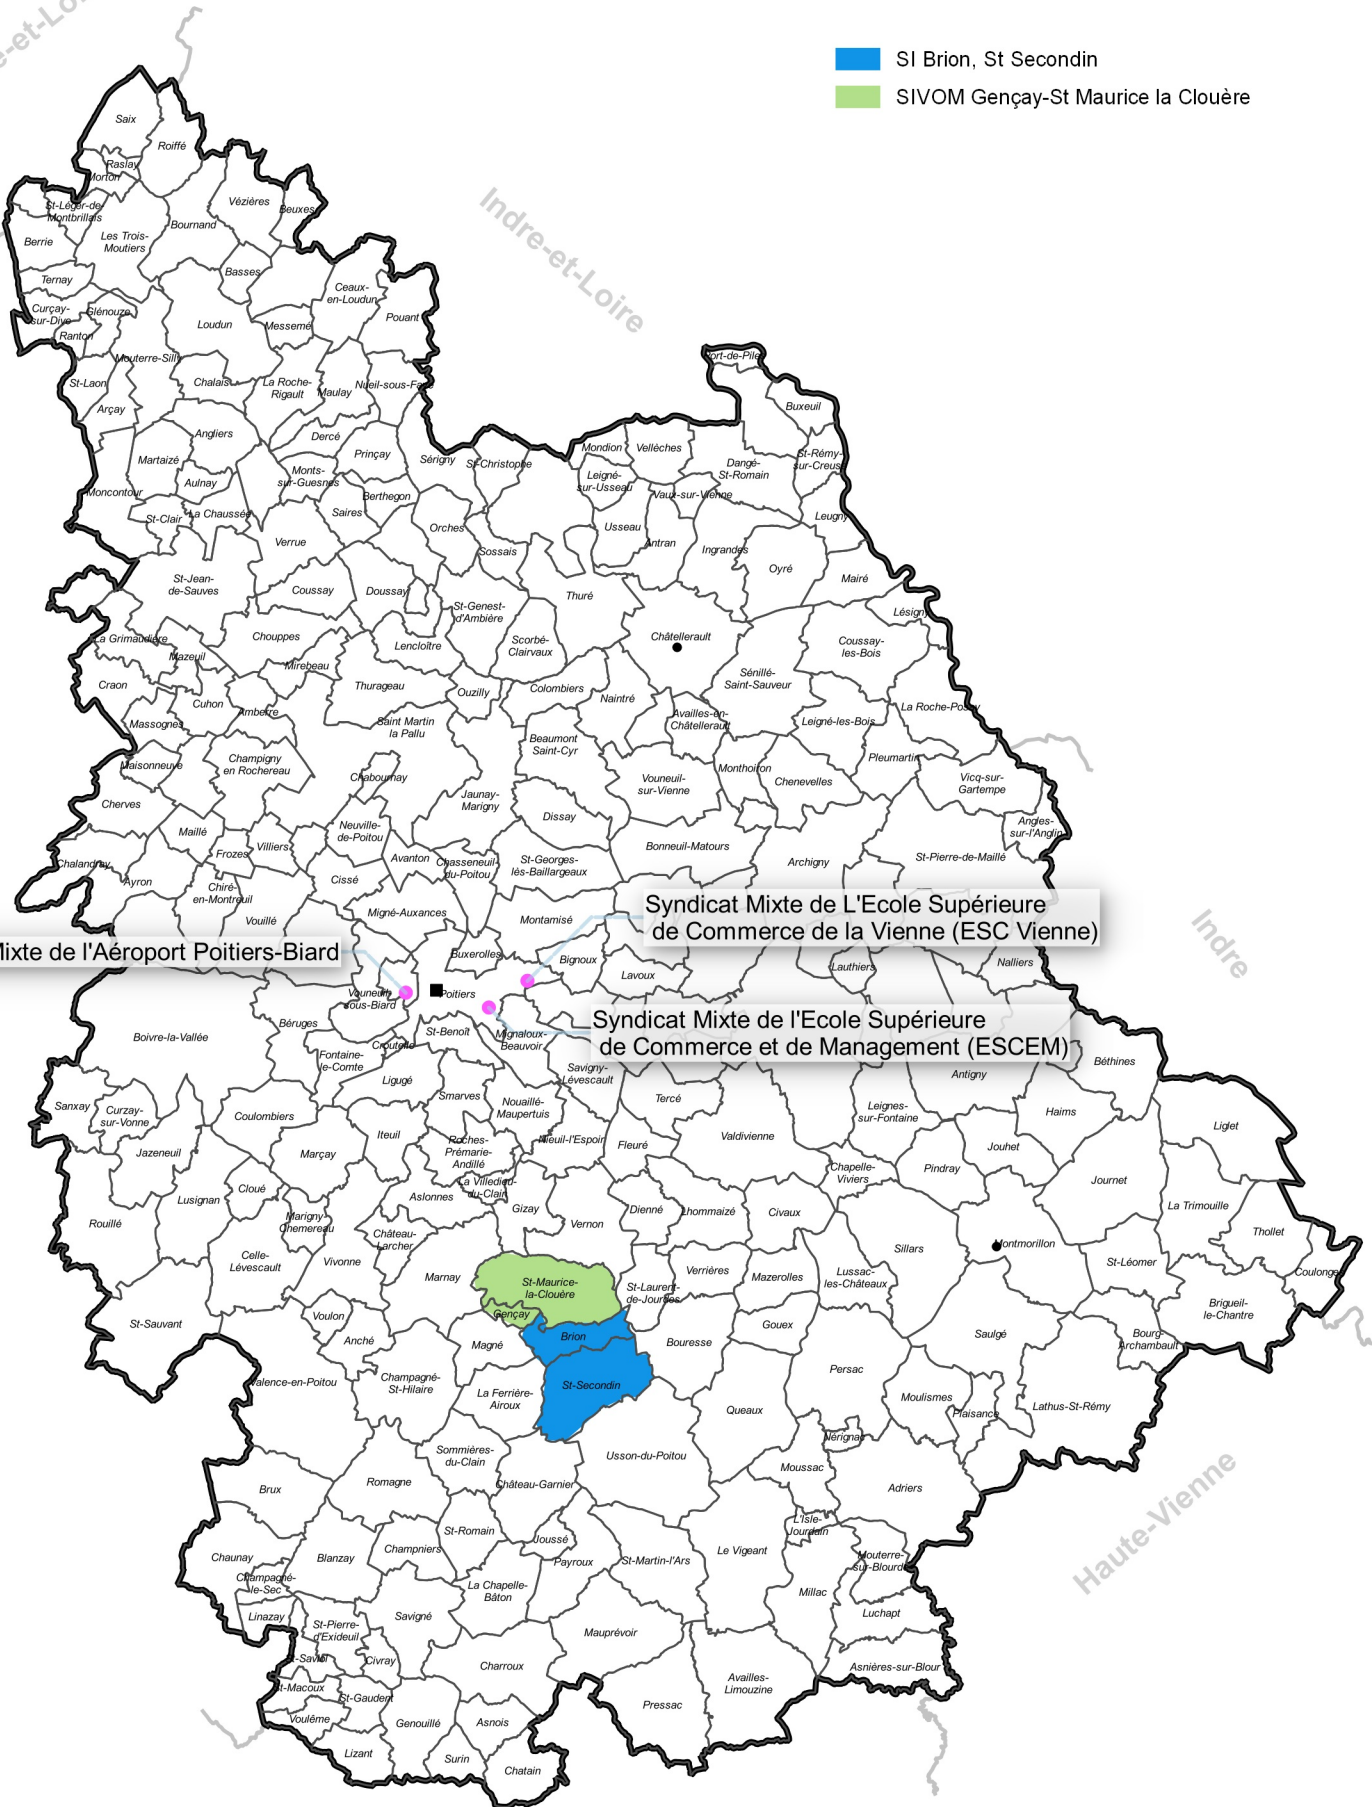 e-et-Loi
SI Brion, St Secondin
SIVOM Gençay-St Maurice la Clouère
Saix
Roiffé
Raslay
Morton
Vézières
Beuxes
St-Léger-de-
Montbrillais
Bournand
Berrie
Les Trois-
Moutiers
Indre-et-Loire
Basses
Ternay
Ceaux-
en-Loudun
Curçay-
sur-Dive
Glénouze
Pouant
Loudun
Messemé
Ranton
Mouterre-Silly
St-Laon
Chalais
La Roche-
Rigault
Maulay
Nueil-sous-Faye
Port-de-Piles
Arçay
Buxeuil
Angliers
Dercé
Prinçay
Mondion
Vellèches
Martaizé
Sérigny
St-Christophe
St-Rémy-
sur-Creuse
Dangé-
St-Romain
Monts-
sur-Guesnes
Leigné-
sur-Usseau
Aulnay
Moncontour
Berthegon
Vaux-sur-Vienne
St-Clair
La Chaussée
Saires
Leugny
Orches
Usseau
Verrue
Antran
Ingrandes
Sossais
Oyré
Mairé
St-Jean-
de-Sauves
Coussay
Doussay
Thuré
St-Genest-
d'Ambière
Lésigny
La Grimaudière
Chouppes
Lencloître
Scorbé-
Clairvaux
Châtellerault
Coussay-
les-Bois
Mazeuil
Mirebeau
Craon
Thurageau
Ouzilly
Colombiers
Naintré
Sénillé-
Saint-Sauveur
Cuhon
Amberre
La Roche-Posay
Massognes
Saint Martin
la Pallu
Availles-en-
Châtellerault
Leigné-les-Bois
Beaumont
Saint-Cyr
Maisonneuve
Champigny
en Rochereau
Chabournay
Pleumartin
Monthoiron
Chenevelles
Vouneuil-
sur-Vienne
Vicq-sur-
Gartempe
Cherves
Jaunay-
Marigny
Dissay
Maillé
Neuville-
de-Poitou
Angles-
sur-l'Anglin
Villiers
Frozes
Bonneuil-Matours
Chalandray
Avanton
Chasseneuil-
du-Poitou
St-Georges-
lès-Baillargeaux
Archigny
St-Pierre-de-Maillé
Ayron
Chiré-
en-Montreuil
Cissé
Vouillé
Migné-Auxances
Montamisé
Syndicat Mixte de L'Ecole Supérieure
de Commerce de la Vienne (ESC Vienne)
Indre
Mixte de l'Aéroport Poitiers-Biard
Buxerolles
Bignoux
Lavoux
Lauthiers
Nalliers
Vouneuil-
sous-Biard
Poitiers
Béruges
St-Benoît
Mignaloux-
Beauvoir
Syndicat Mixte de l'Ecole Supérieure
de Commerce et de Management (ESCEM)
Boivre-la-Vallée
Croutelle
Fontaine-
le-Comte
Ligugé
Savigny-
Lévescault
Béthines
Antigny
Sanxay
Curzay-
sur-Vonne
Coulombiers
Smarves
Nouaillé-
Maupertuis
Tercé
Leignes-
sur-Fontaine
Haims
Liglet
Iteuil
Nieuil-l'Espoir
Fleuré
Valdivienne
Jazeneuil
Marçay
Roches-
Prémarie-
Andillé
Jouhet
Pindray
Chapelle-
Viviers
Journet
Cloué
Lusignan
Aslonnes
La Villedieu-
du-Clain
Gizay
Vernon
Dienné
Lhommaizé
Civaux
La Trimouille
Rouillé
Marigny-
Chemereau
Château-
Larcher
Thollet
Celle-
Lévescault
Vivonne
Sillars
Montmorillon
St-Léomer
Coulonges
Marnay
St-Maurice-
la-Clouère
St-Laurent-
de-Jourdes
Verrières
Mazerolles
Lussac-
les-Châteaux
Brigueil-
le-Chantre
St-Sauvant
Voulon
Gençay
Anché
Magné
Brion
Bouresse
Gouex
Saulgé
Bourg-
Archambault
Valence-en-Poitou
Champagné-
St-Hilaire
La Ferrière-
Airoux
St-Secondin
Persac
Queaux
Moulismes
Plaisance
Lathus-St-Rémy
Nérignac
Sommières-
du-Clain
Usson-du-Poitou
Moussac
Brux
Romagne
Château-Garnier
Adriers
Haute-Vienne
St-Romain
L'Isle-
Jourdain
Joussé
Chaunay
Blanzay
Champniers
Payroux
St-Martin-l'Ars
Le Vigeant
Mouterre-
sur-Blourde
Champagné-
le-Sec
La Chapelle-
Bâton
Millac
Linazay
St-Pierre-
d'Exideuil
Savigné
Luchapt
Mauprévoir
St-Saviol
Civray
Charroux
Asnières-sur-Blour
St-Macoux
St-Gaudent
Availles-
Limouzine
Pressac
Voulême
Genouillé
Asnois
Lizant
Surin
Chatain